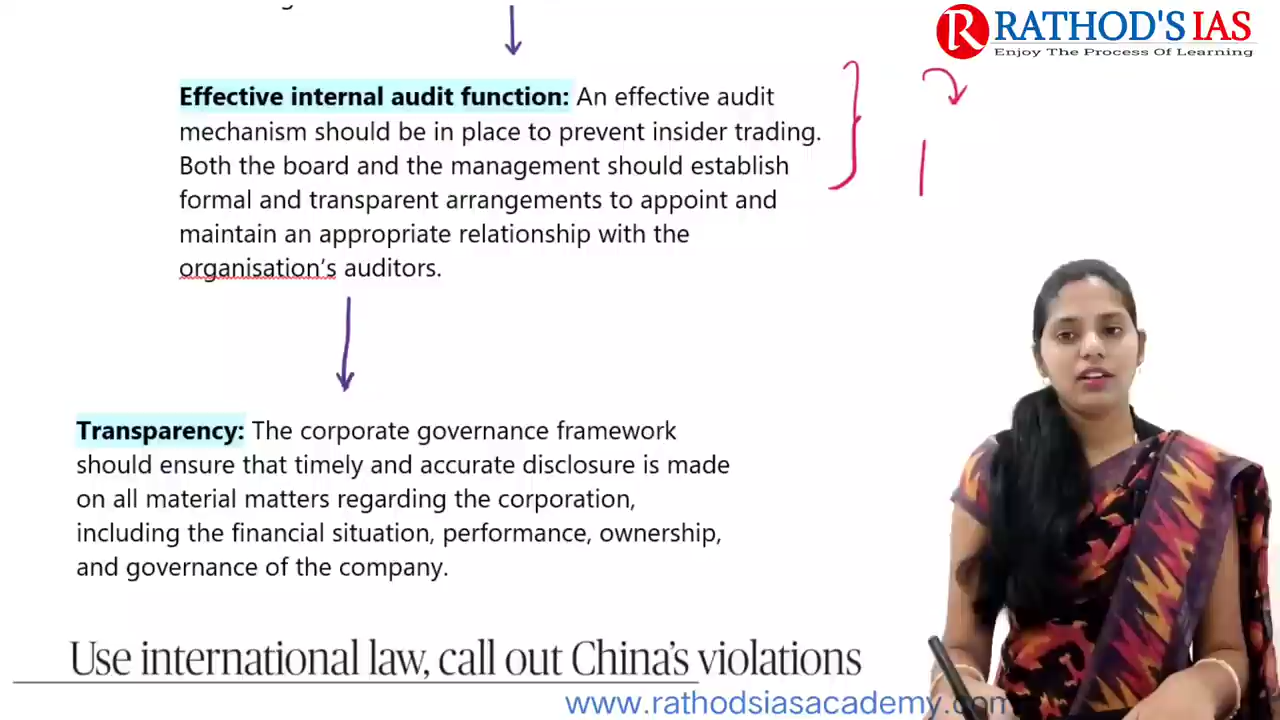 RATHOD'S IAS
Enjoy The Process Of Learning
Effective internal audit function: An effective audit
mechanism should be in place to prevent insider trading.
Both the board and the management should establish
formal and transparent arrangements to appoint and
maintain an appropriate relationship with the
organisation's auditors.
Transparency: The corporate governance framework
should ensure that timely and accurate disclosure is made
on all material matters regarding the corporation,
including the financial situation, performance, ownership,
and governance of the company.
Use international law, call out China's violations
www.rathodsiasacademy.com